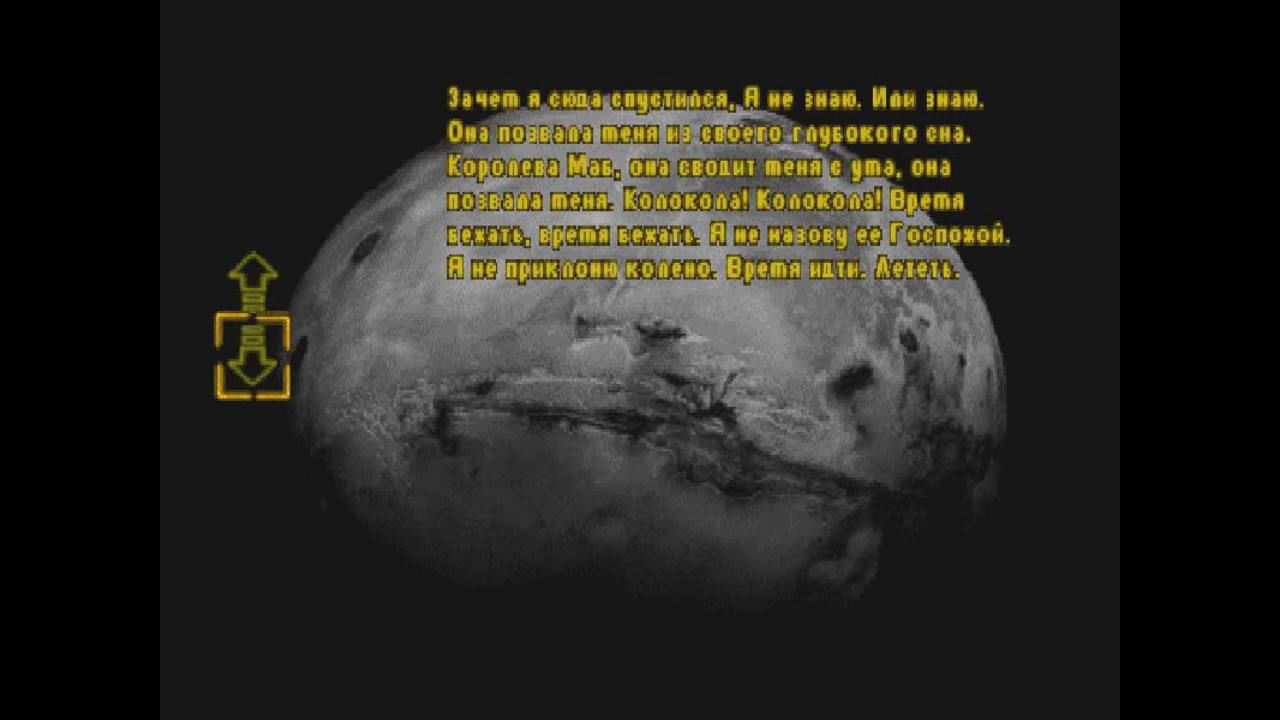 Зачем я сюда спустился, Я не знаю. Или знаю.
Она позвала меня из своего глубокого сна.
Королева Маб, она сводит меня с ума, она
позвала меня. Колокола! Колокола! Время
бежать, время бежать. Я не назову ее Госпожой.
Я не приклоню колено. Время идти. Лететь.